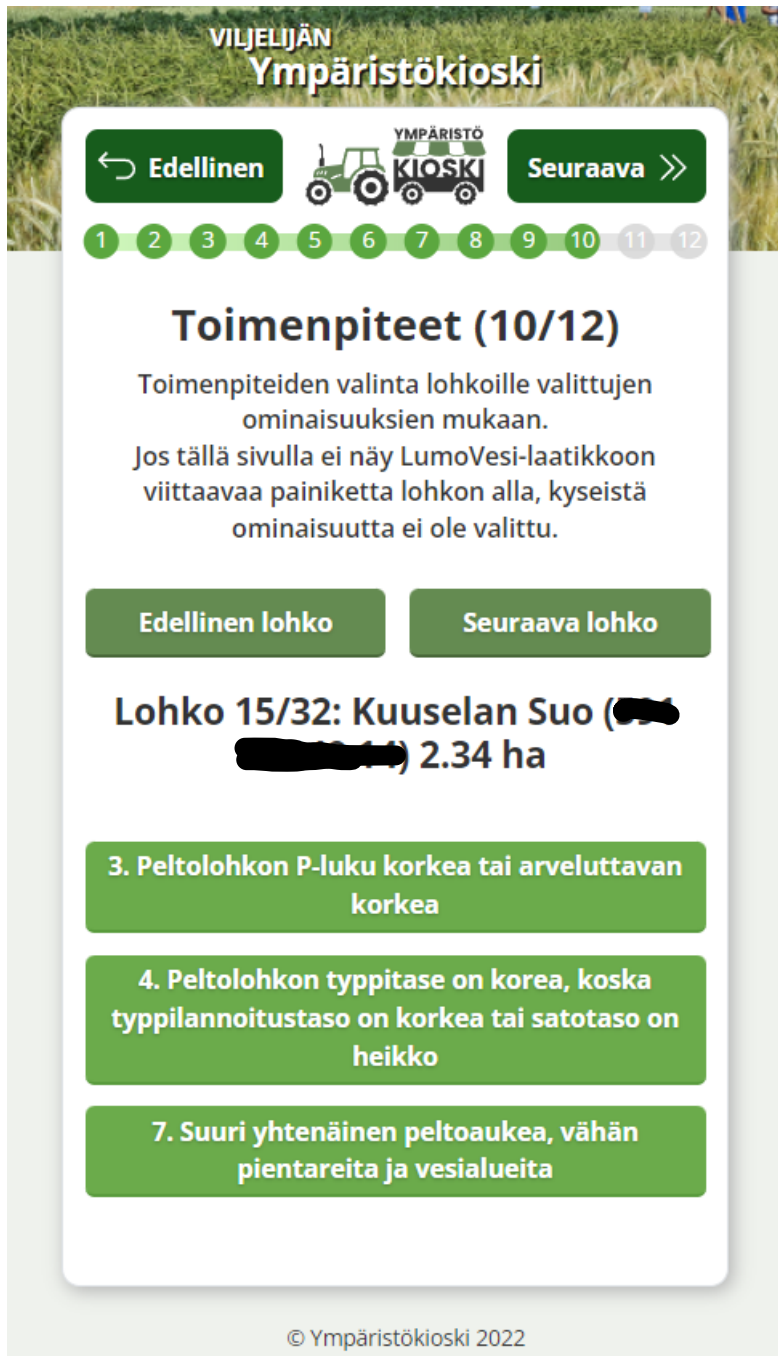 VILJELIJÄN
Ympäristökioski
Edellinen
YMPÄRISTÖ
KIOSKI
Seuraava
1 2 3 4 5 6 7 8 9 10 11 12
Toimenpiteet (10/12)
Toimenpiteiden valinta lohkoille valittujen
ominaisuuksien mukaan.
Jos tällä sivulla ei näy LumoVesi-laatikkoon
viittaavaa painiketta lohkon alla, kyseistä
ominaisuutta ei ole valittu.
Edellinen lohko
Seuraava lohko
Lohko 15/32: Kuuselan Suo (
) 2.34 ha
3. Peltolohkon P-luku korkea tai arveluttavan
korkea
4. Peltolohkon typpitase on korea, koska
typpilannoitustaso on korkea tai satotaso on
heikko
7. Suuri yhtenäinen peltoaukea, vähän
pientareita ja vesialueita
© Ympäristökioski 2022